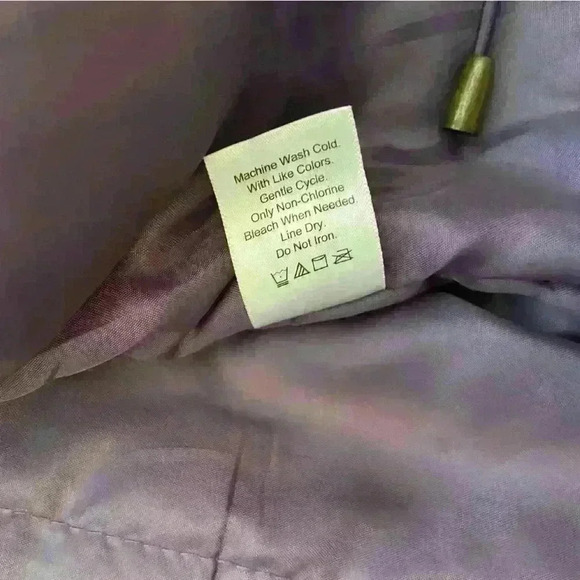 Machine Wash Cold.
With Like Colors.
Gentle Cycle.
Only Non-Chlorine
Bleach When Needed.
Line Dry.
Do Not Iron.